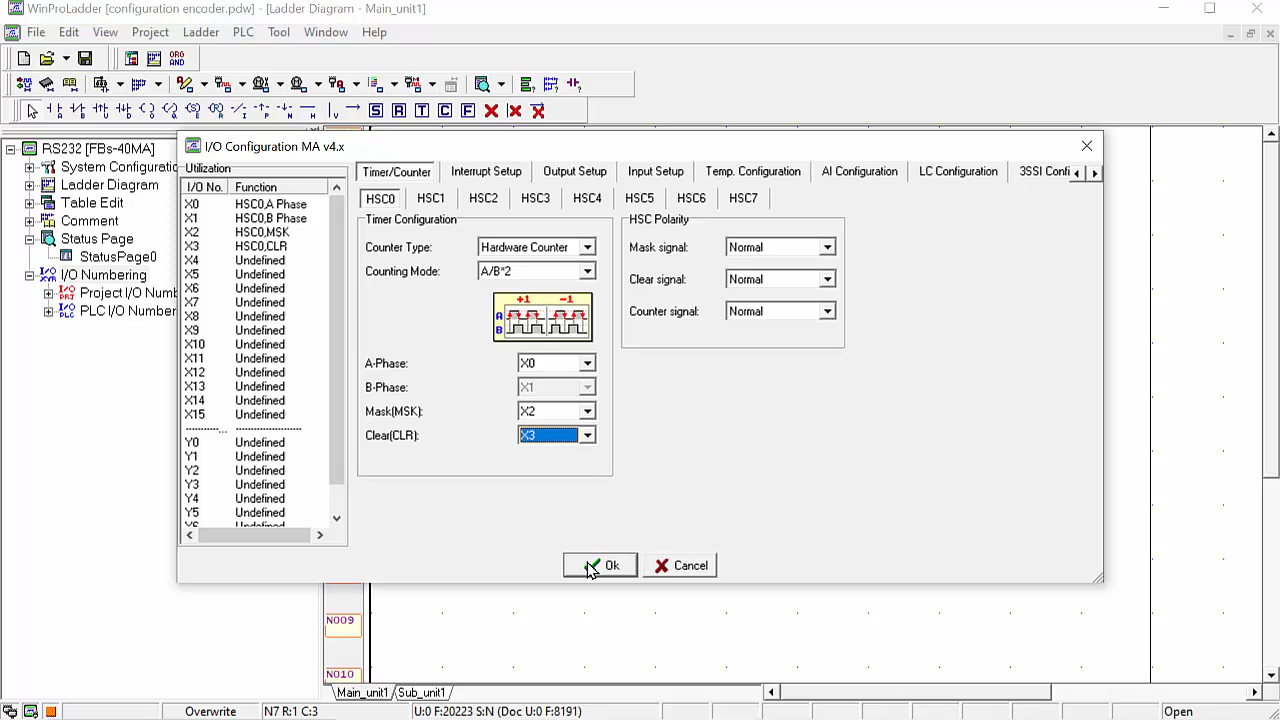 WinProLadder [configuration encoder.pdw] - [Ladder Diagram - Main_unit1]
File Edit View Project Ladder PLC Tool Window Help
ORG
AND
A B U D O Q S R P N H V S R T C F
RS232 [FBs-40MA]
System Configuratic
Ladder Diagram
Table Edit
Comment
Status Page
StatusPage0
I/O Numbering
Project I/O Numb
PLC I/O Number
I/O Configuration MA v4.x
Utilization
I/O No. Function
X0 HSC0,A Phase
X1 HSC0,B Phase
X2 HSC0,MSK
X3 HSC0,CLR
X4 Undefined
X5 Undefined
X6 Undefined
X7 Undefined
X8 Undefined
X9 Undefined
X10 Undefined
X11 Undefined
X12 Undefined
X13 Undefined
X14 Undefined
X15 Undefined
Y0 Undefined
Y1 Undefined
Y2 Undefined
Y3 Undefined
Y4 Undefined
Y5 Undefined
Y6 Undefined
Timer/Counter Interrupt Setup Output Setup Input Setup Temp. Configuration AI Configuration LC Configuration 3SSI Confi
HSC0 HSC1 HSC2 HSC3 HSC4 HSC5 HSC6 HSC7
Timer Configuration
Counter Type: Hardware Counter
Counting Mode: A/B*2
+1 -1
A
B
A-Phase: X0
B-Phase: X1
Mask(MSK): X2
Clear(CLR): X3
HSC Polarity
Mask signal: Normal
Clear signal: Normal
Counter signal: Normal
Ok Cancel
N009
N010
Main_unit1 Sub_unit1
Overwrite N7 R:1 C:3 U:0 F:20223 S:N (Doc U:0 F:8191) Open